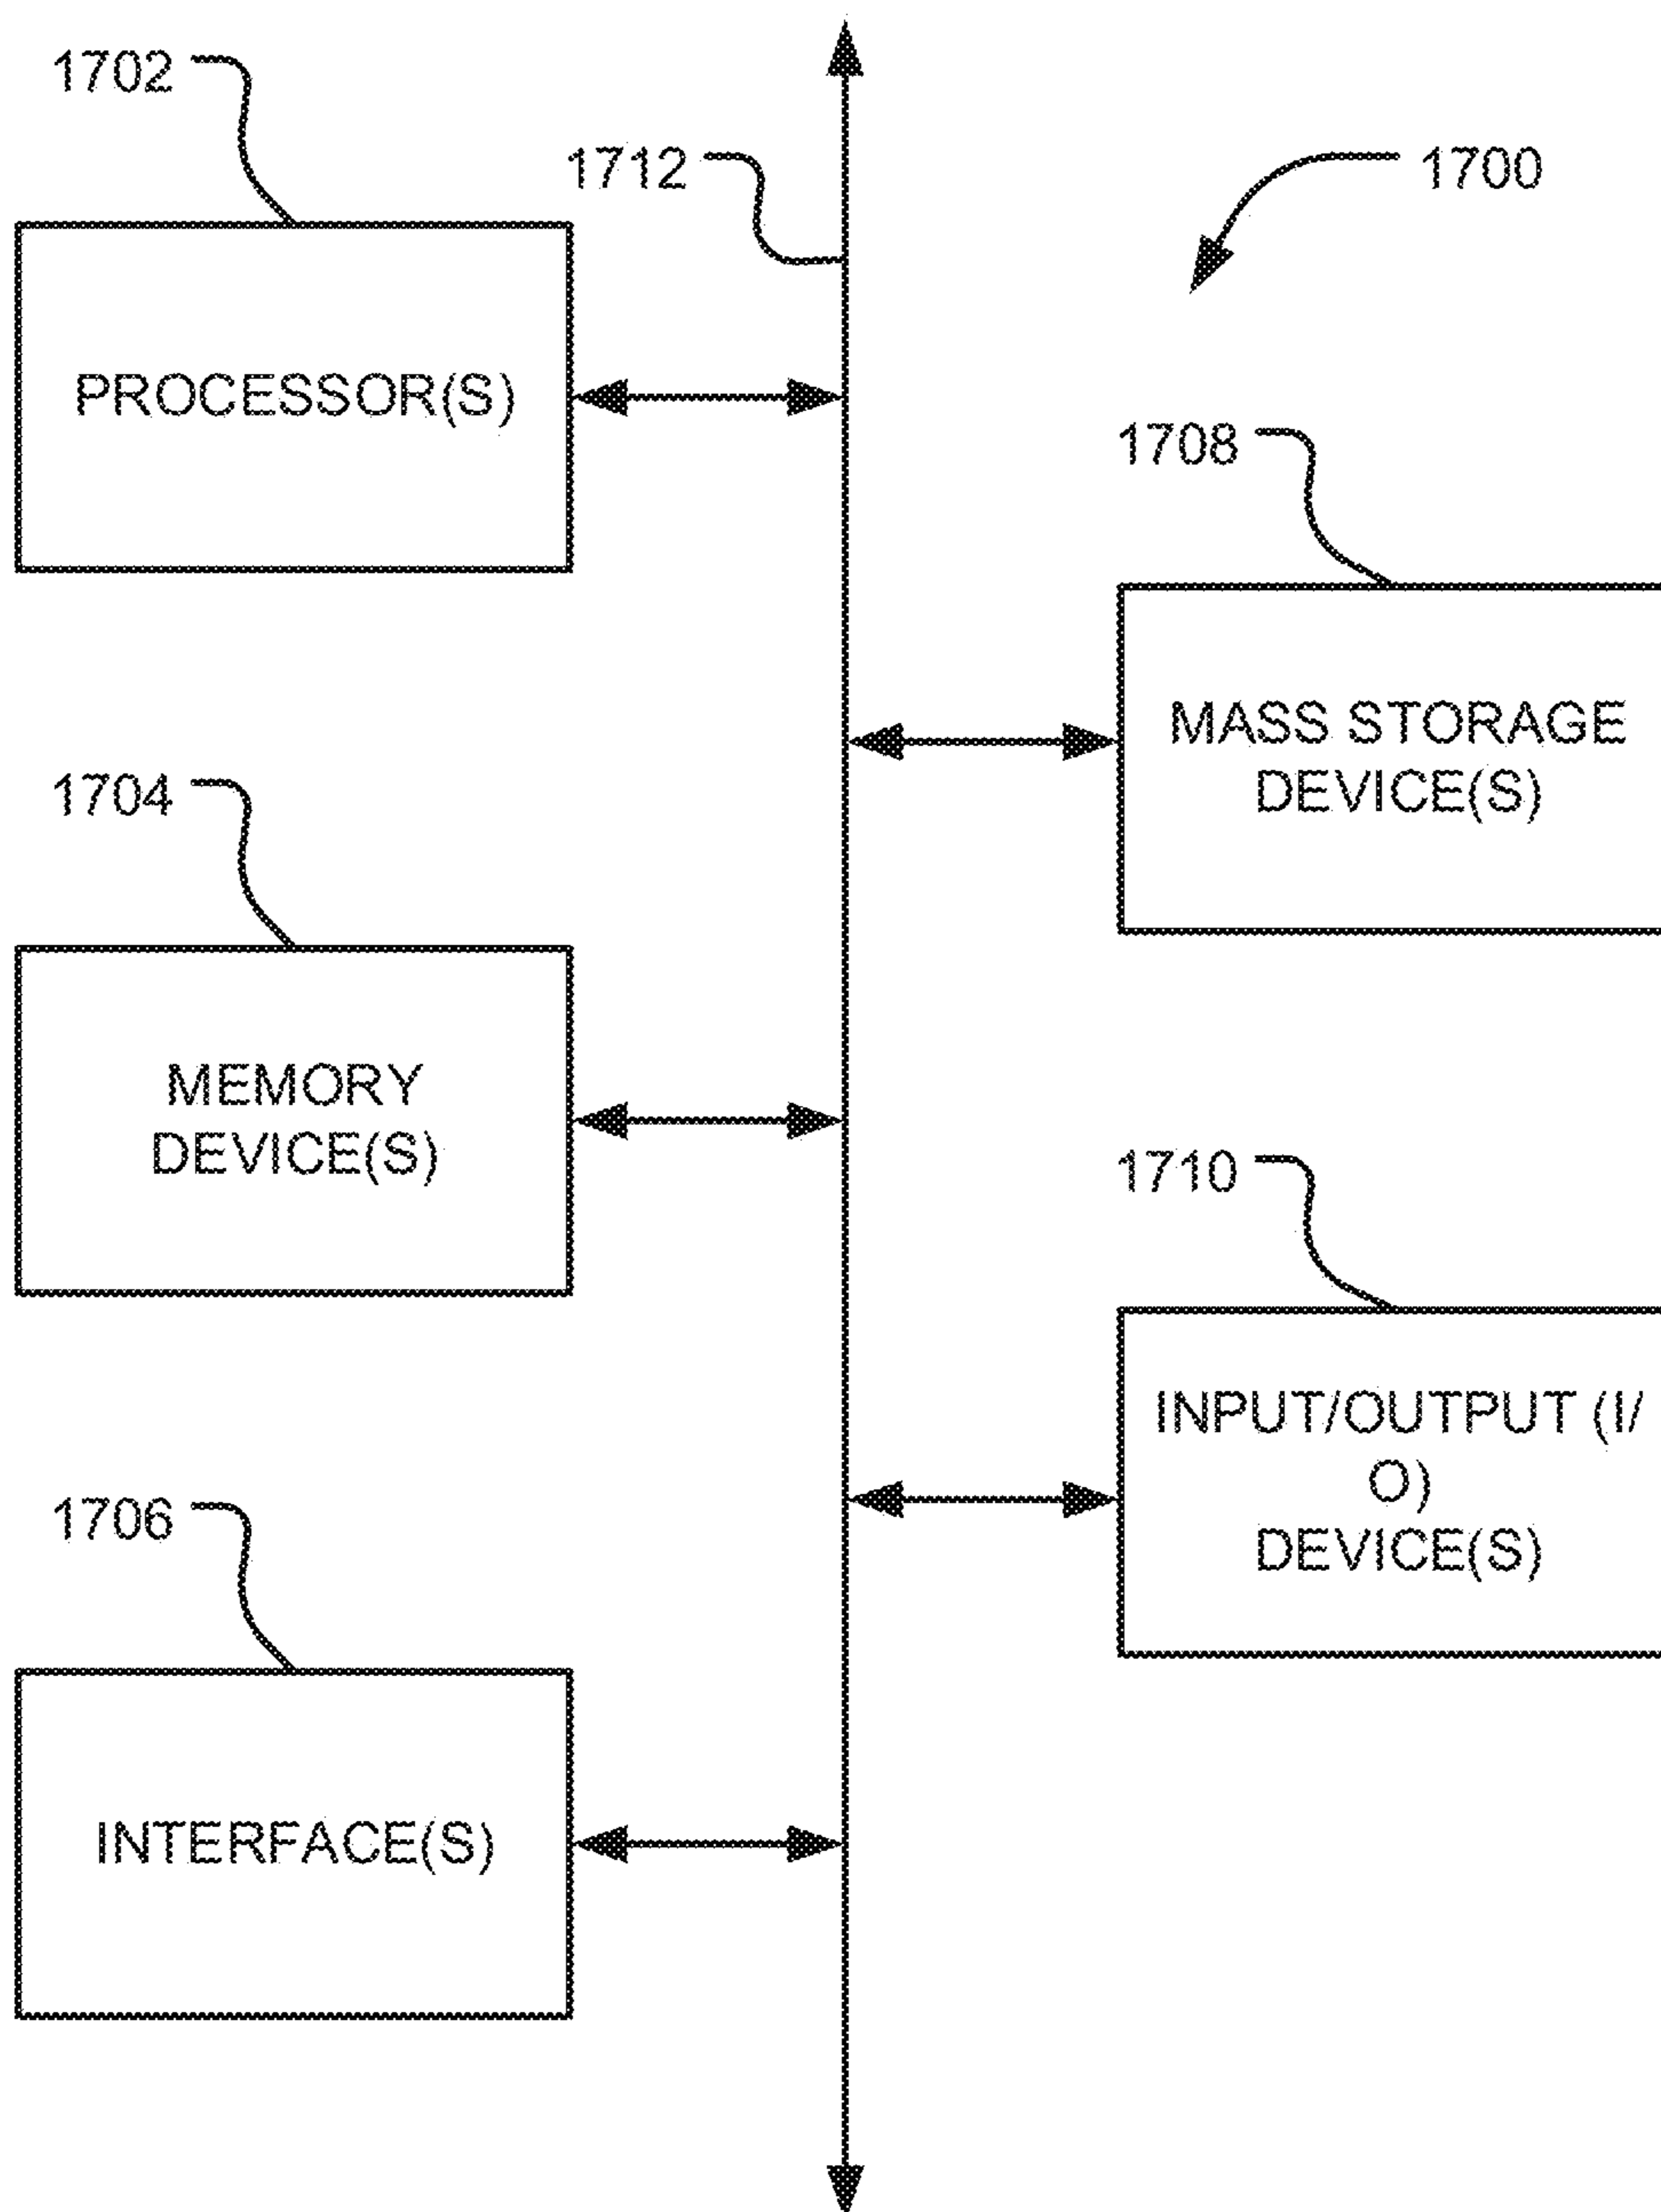 1702
1712
1700
PROCESSOR(S)
1708
MASS STORAGE
DEVICE(S)
1704
MEMORY
DEVICE(S)
1710
INPUT/OUTPUT (I/
O)
DEVICE(S)
1706
INTERFACE(S)